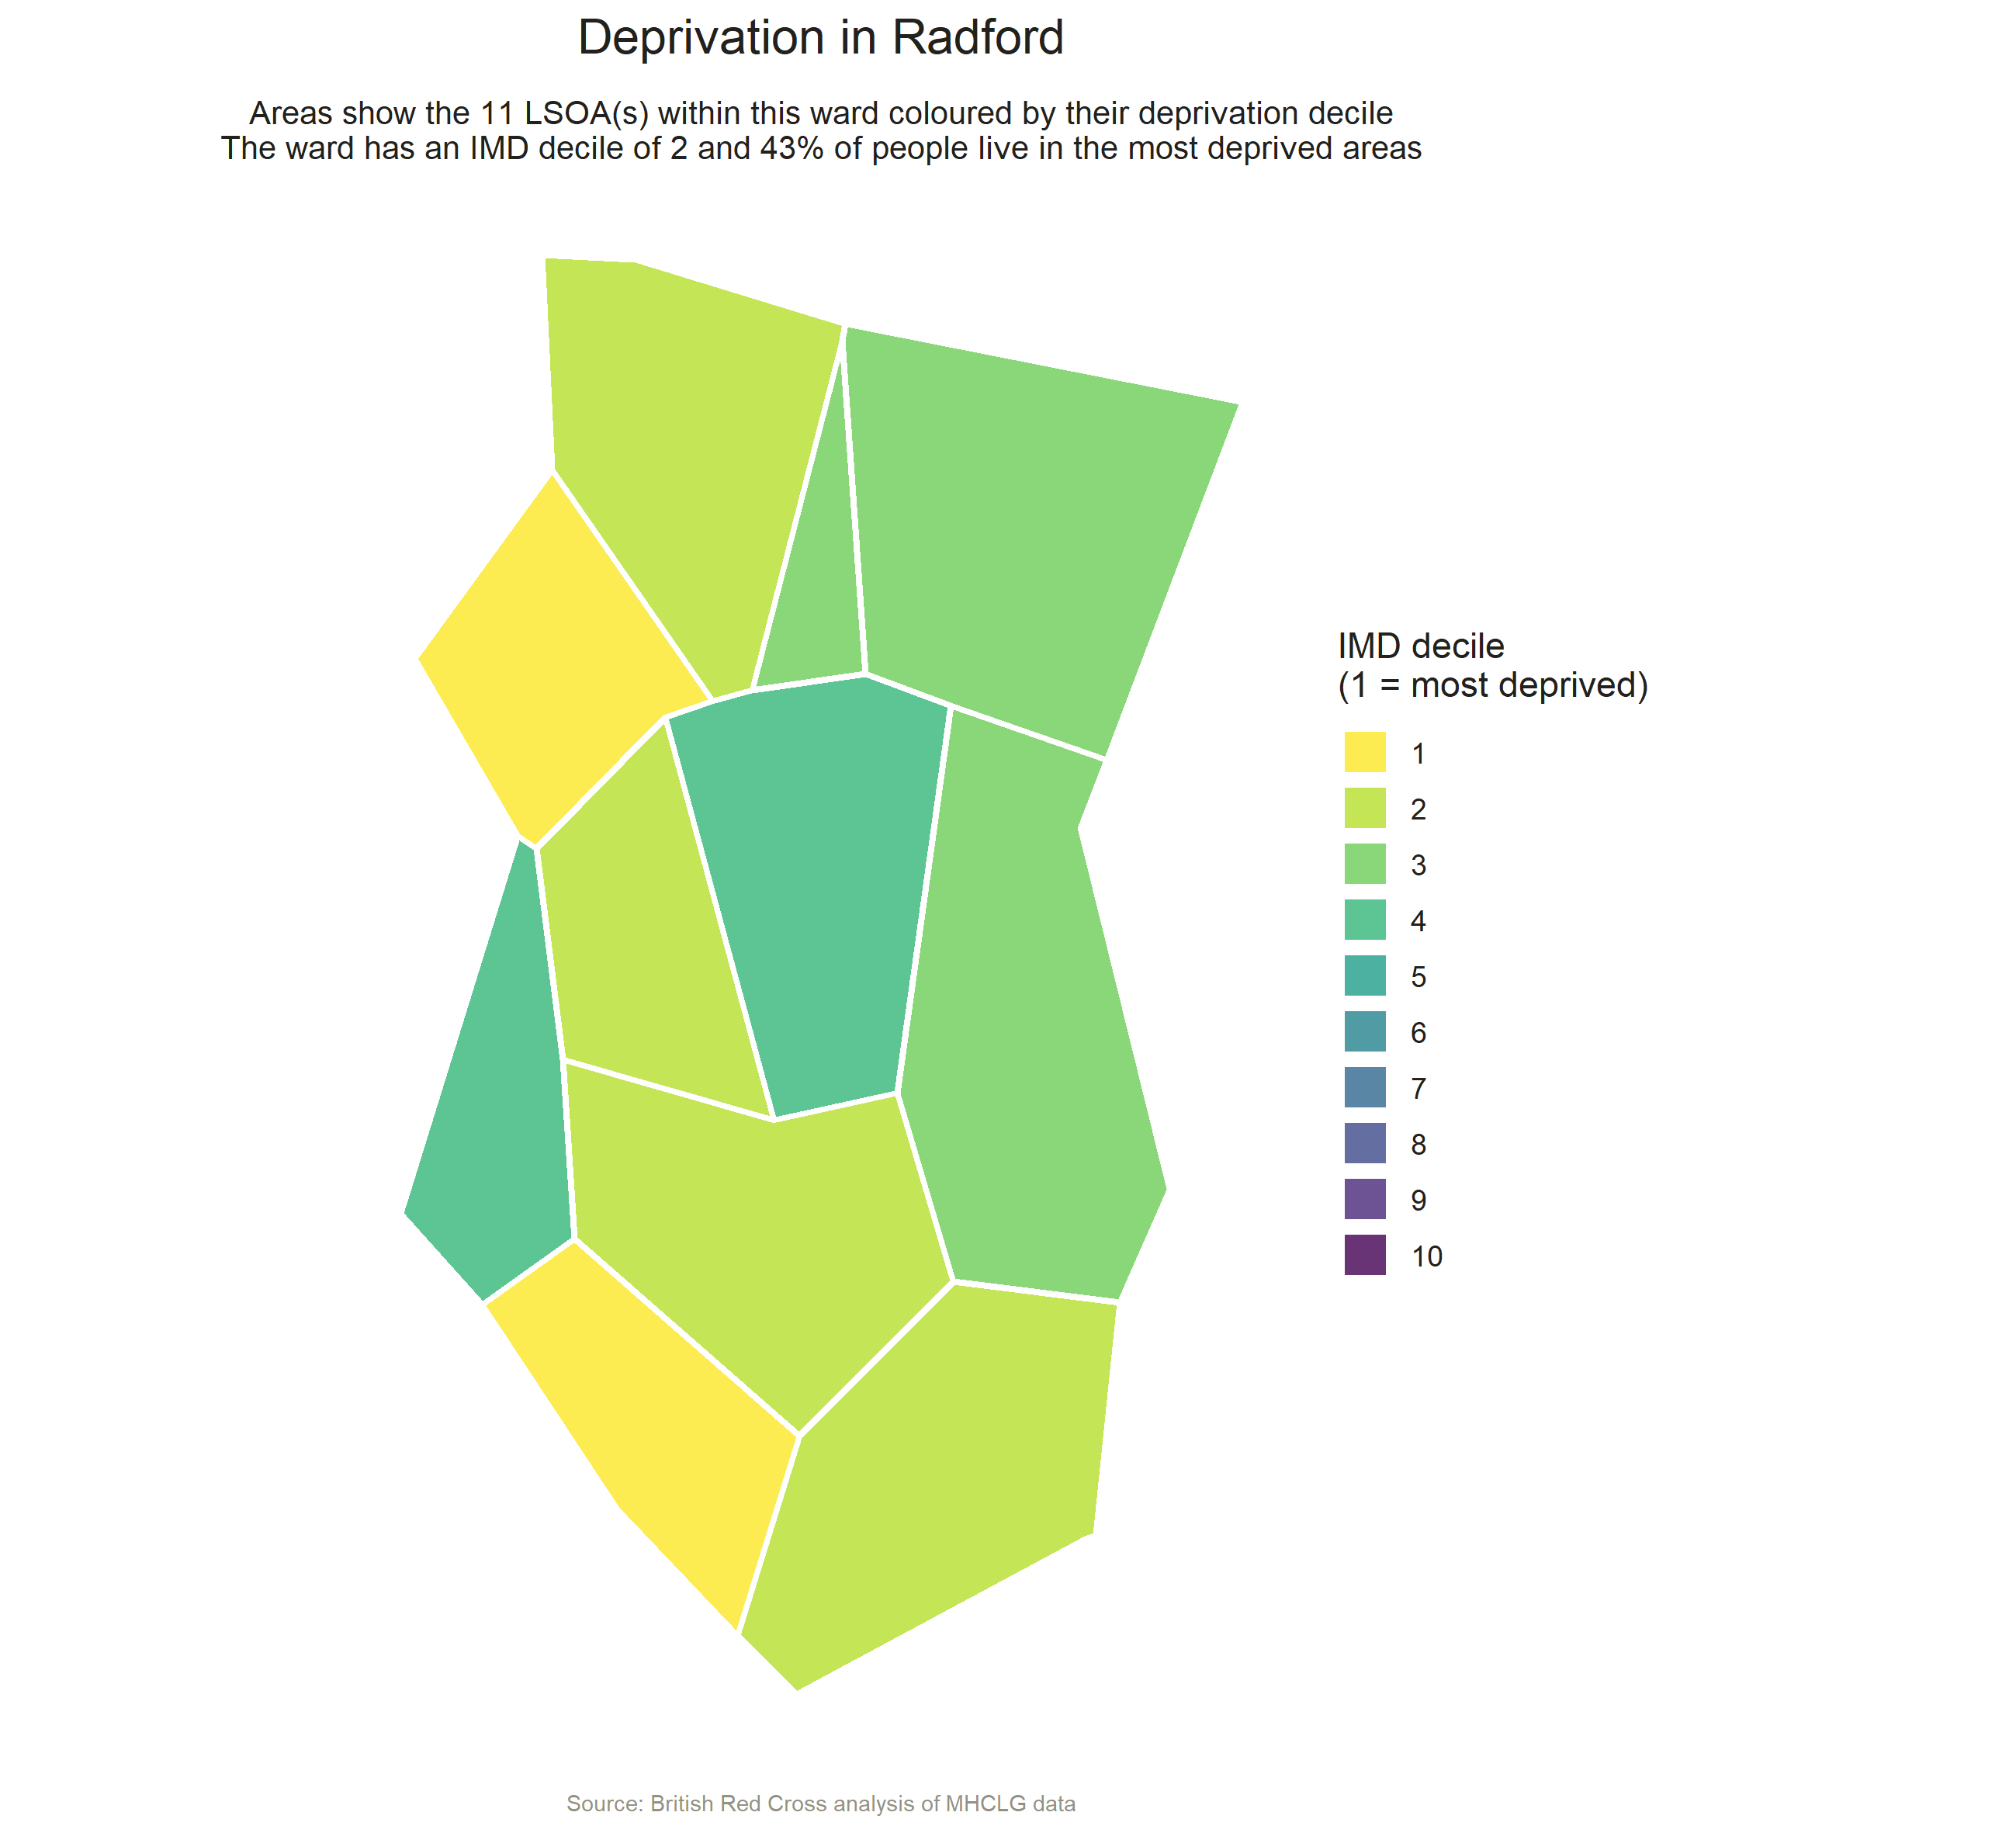 Deprivation in Radford
Areas show the 11 LSOA(s) within this ward coloured by their deprivation decile
The ward has an IMD decile of 2 and 43% of people live in the most deprived areas
IMD decile
(1 = most deprived)
1
2
3
4
5
6
7
8
9
10
Source: British Red Cross analysis of MHCLG data